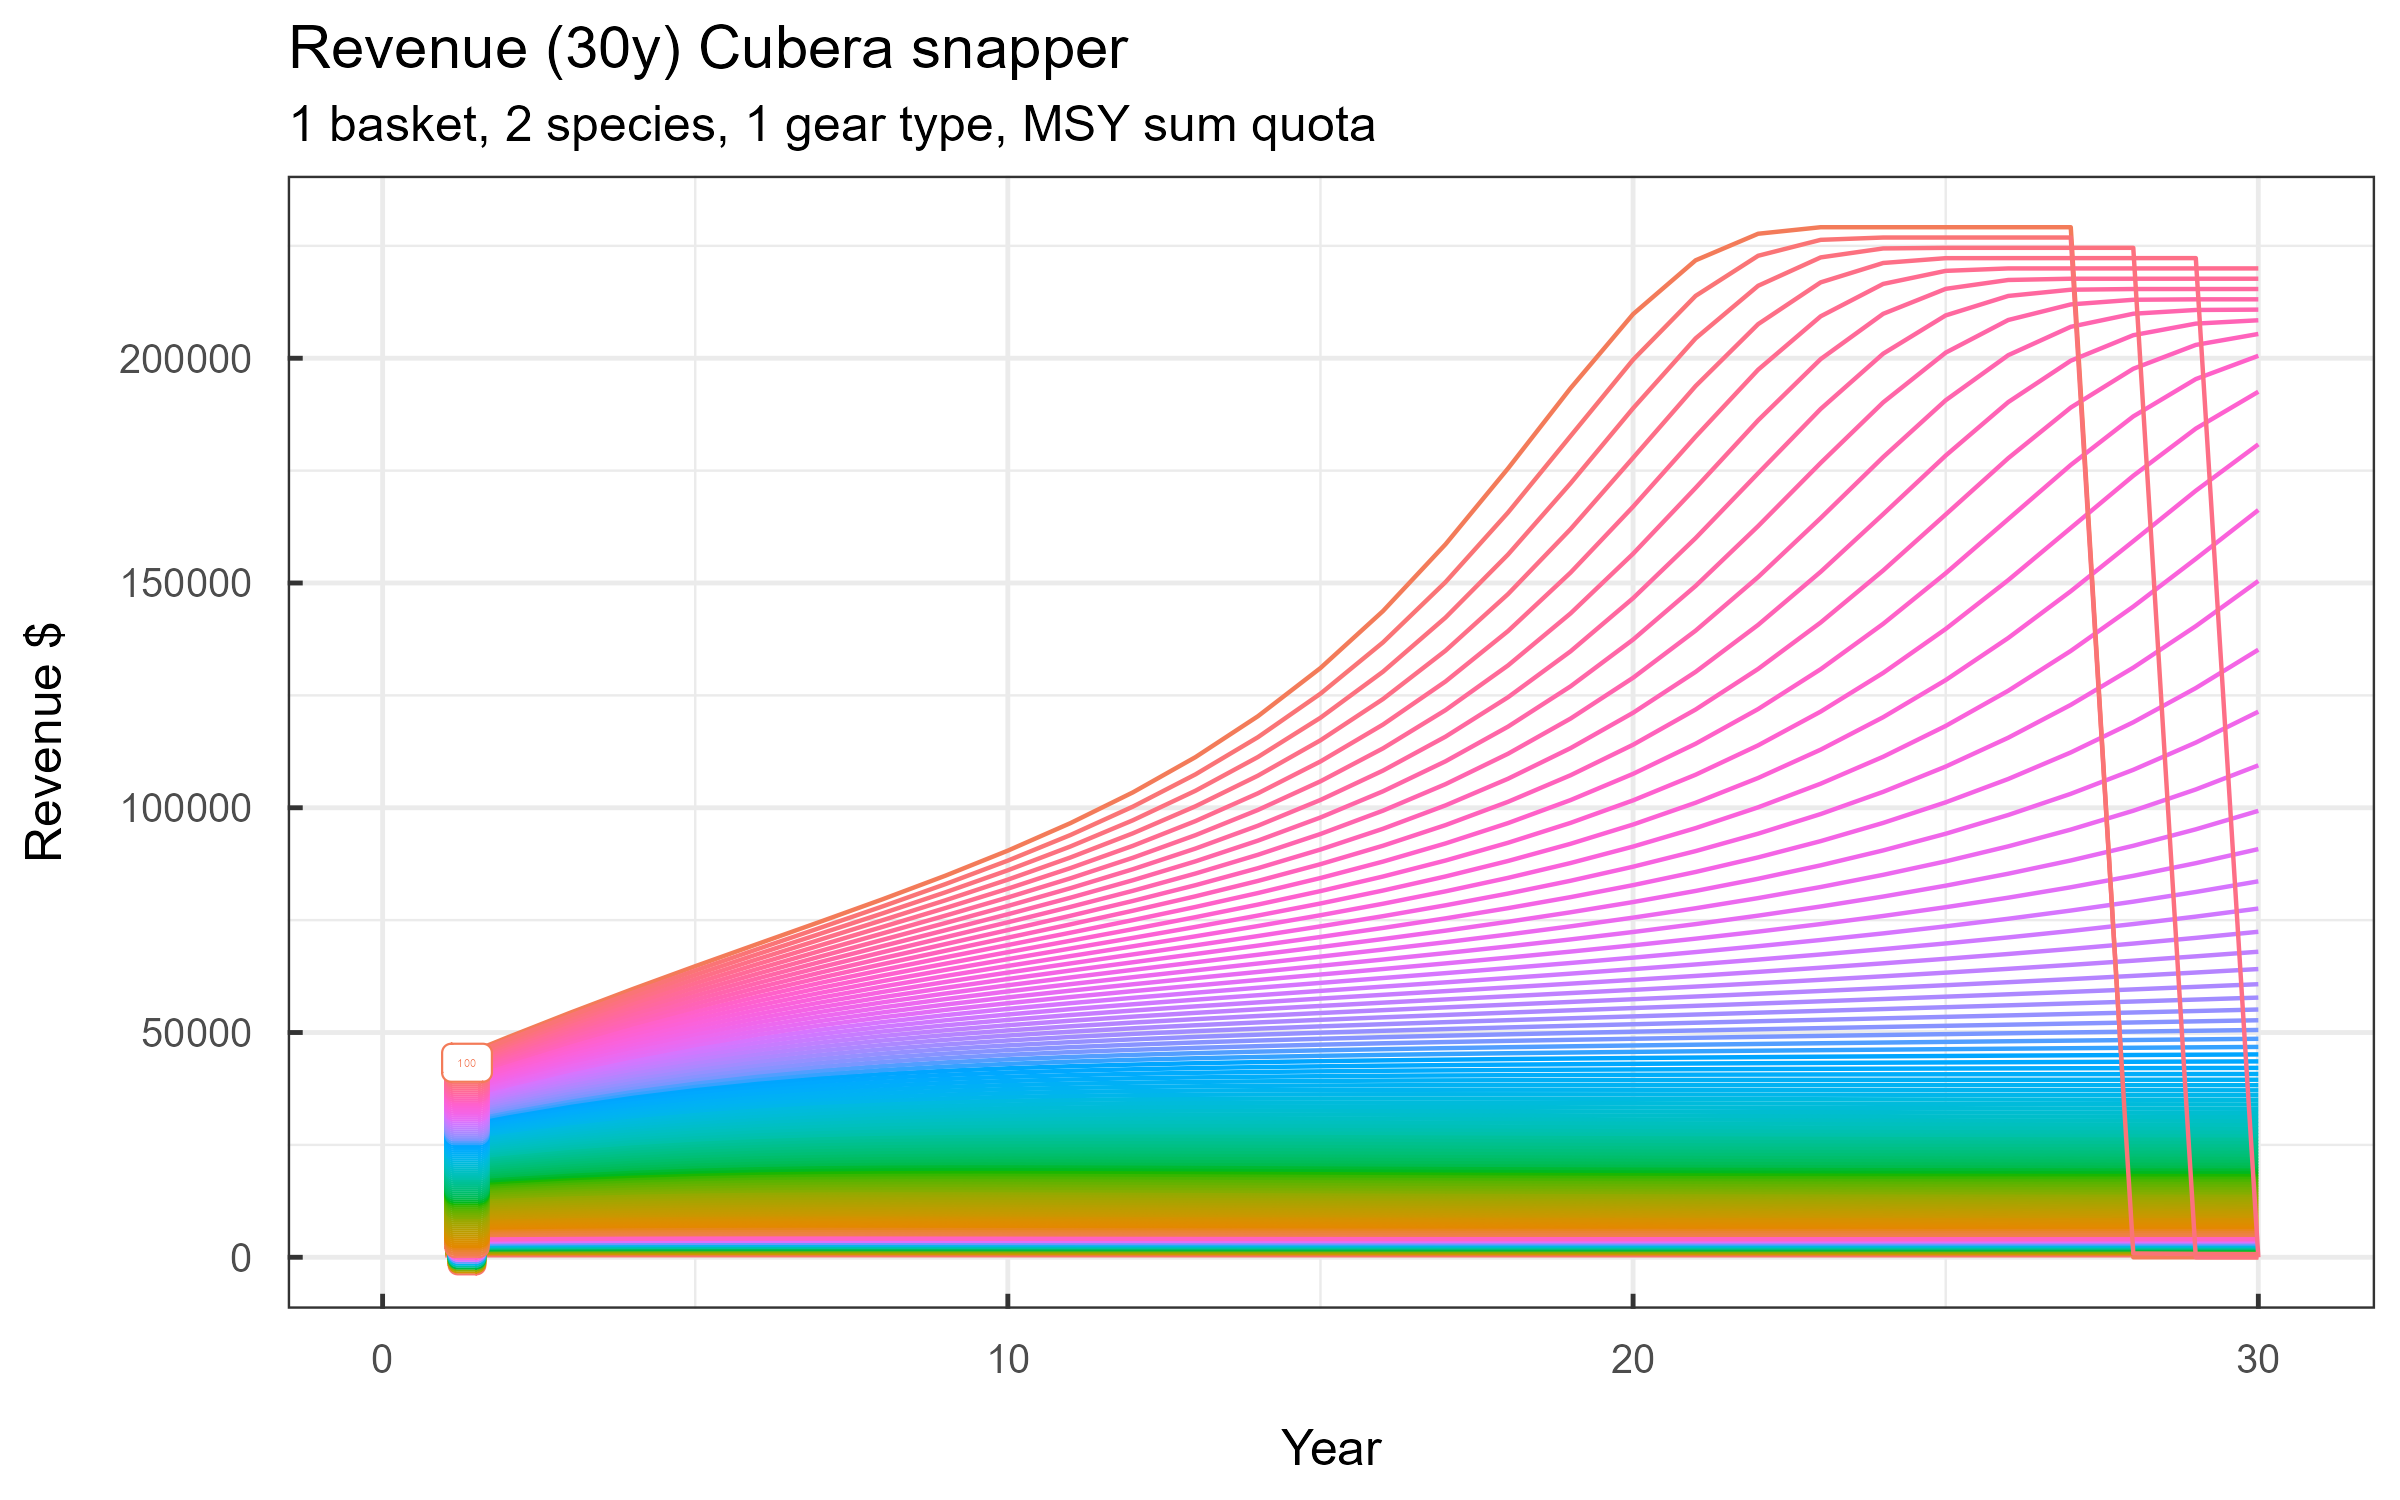 Revenue (30y) Cubera snapper
1 basket, 2 species, 1 gear type, MSY sum quota
Revenue $
200000
150000
100000
50000
0
100
0
10
20
30
Year